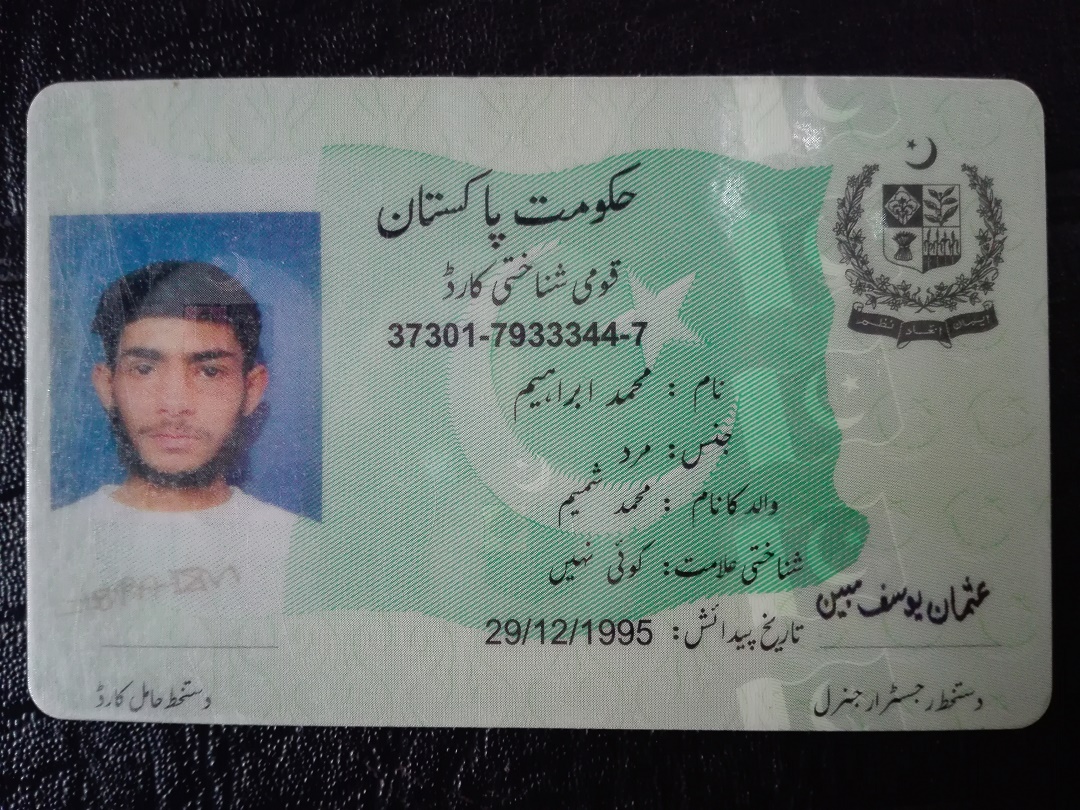 حکومت پاکستان
قومی شناختی کارڈ
37301-7933344-7
نام : محمد ابراہیم
جنس: مرد
والد کا نام : محمد شمیم
شناختی علامت: کوئی نہیں
تاریخ پیدائش: 29/12/1995
ایمان اتحاد نظم
عثمان یوسف مبین
دستخط حامل کارڈ
دستخط رجسٹرار جنرل